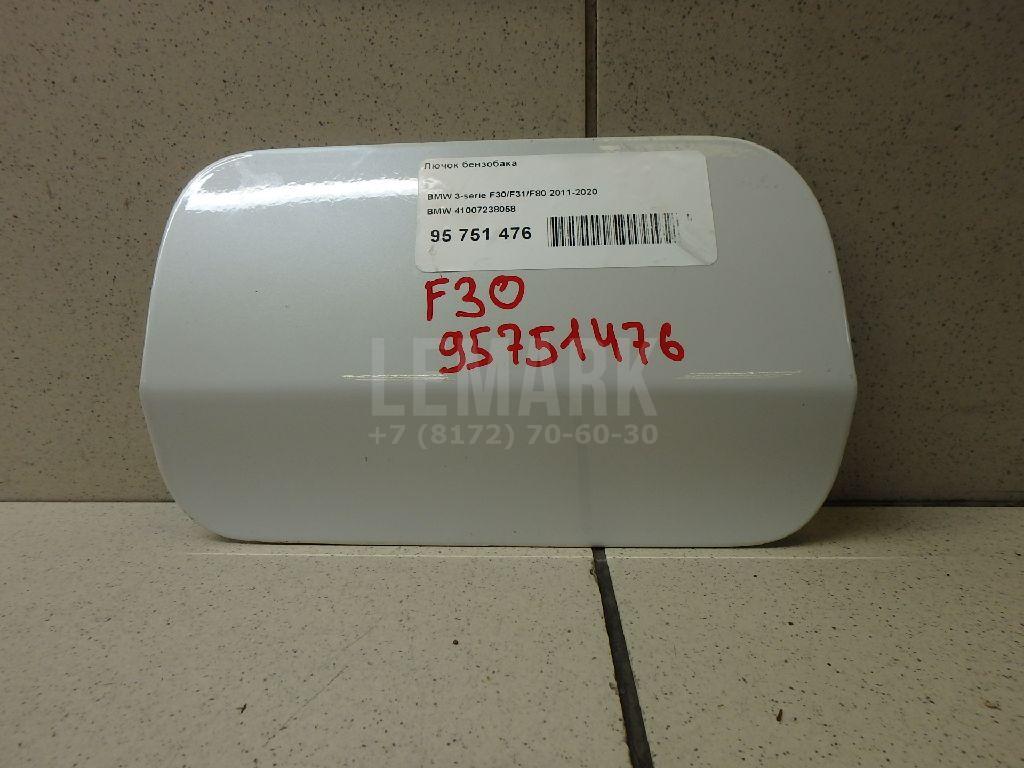 Лючок бензобака
BMW 3-serie F30/F31/F80 2011-2020
BMW 41007238058
95 751 476
F30
95751476
LEMARK
+7 (8172) 70-60-30